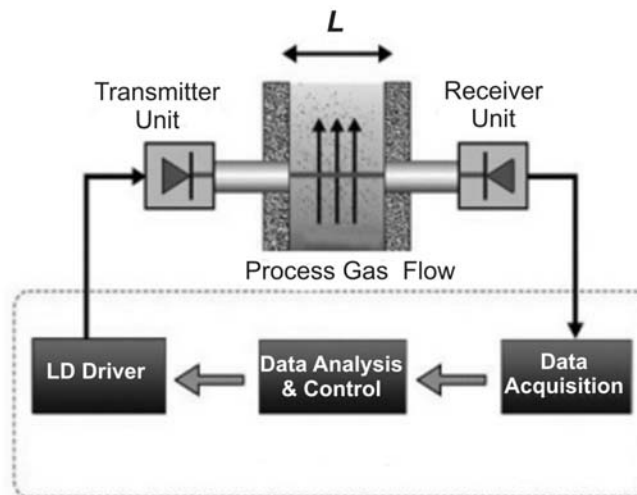 L
Transmitter
Unit
Receiver
Unit
Process Gas Flow
LD Driver
Data Analysis
& Control
Data
Acquisition